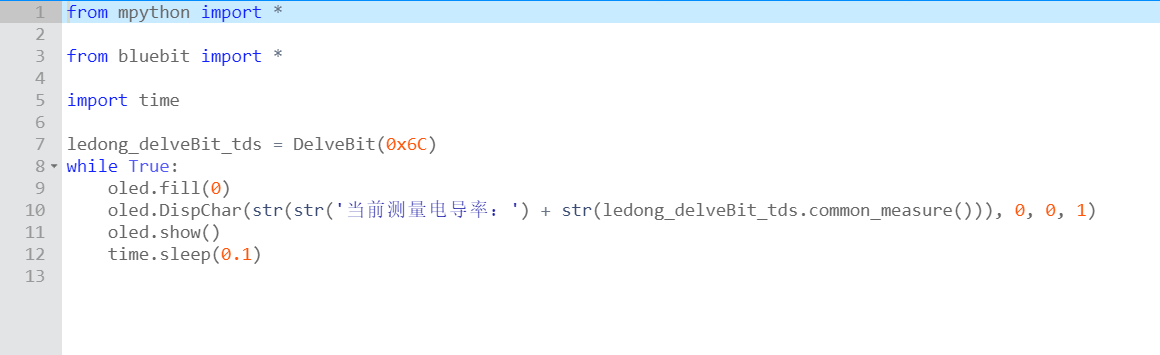 1 from mpython import *
2
3 from bluebit import *
4
5 import time
6
7 ledong_delveBit_tds = DelveBit(0x6C)
8 while True:
9     oled.fill(0)
10     oled.DispChar(str(str('当前测量电导率：') + str(ledong_delveBit_tds.common_measure())), 0, 0, 1)
11     oled.show()
12     time.sleep(0.1)
13